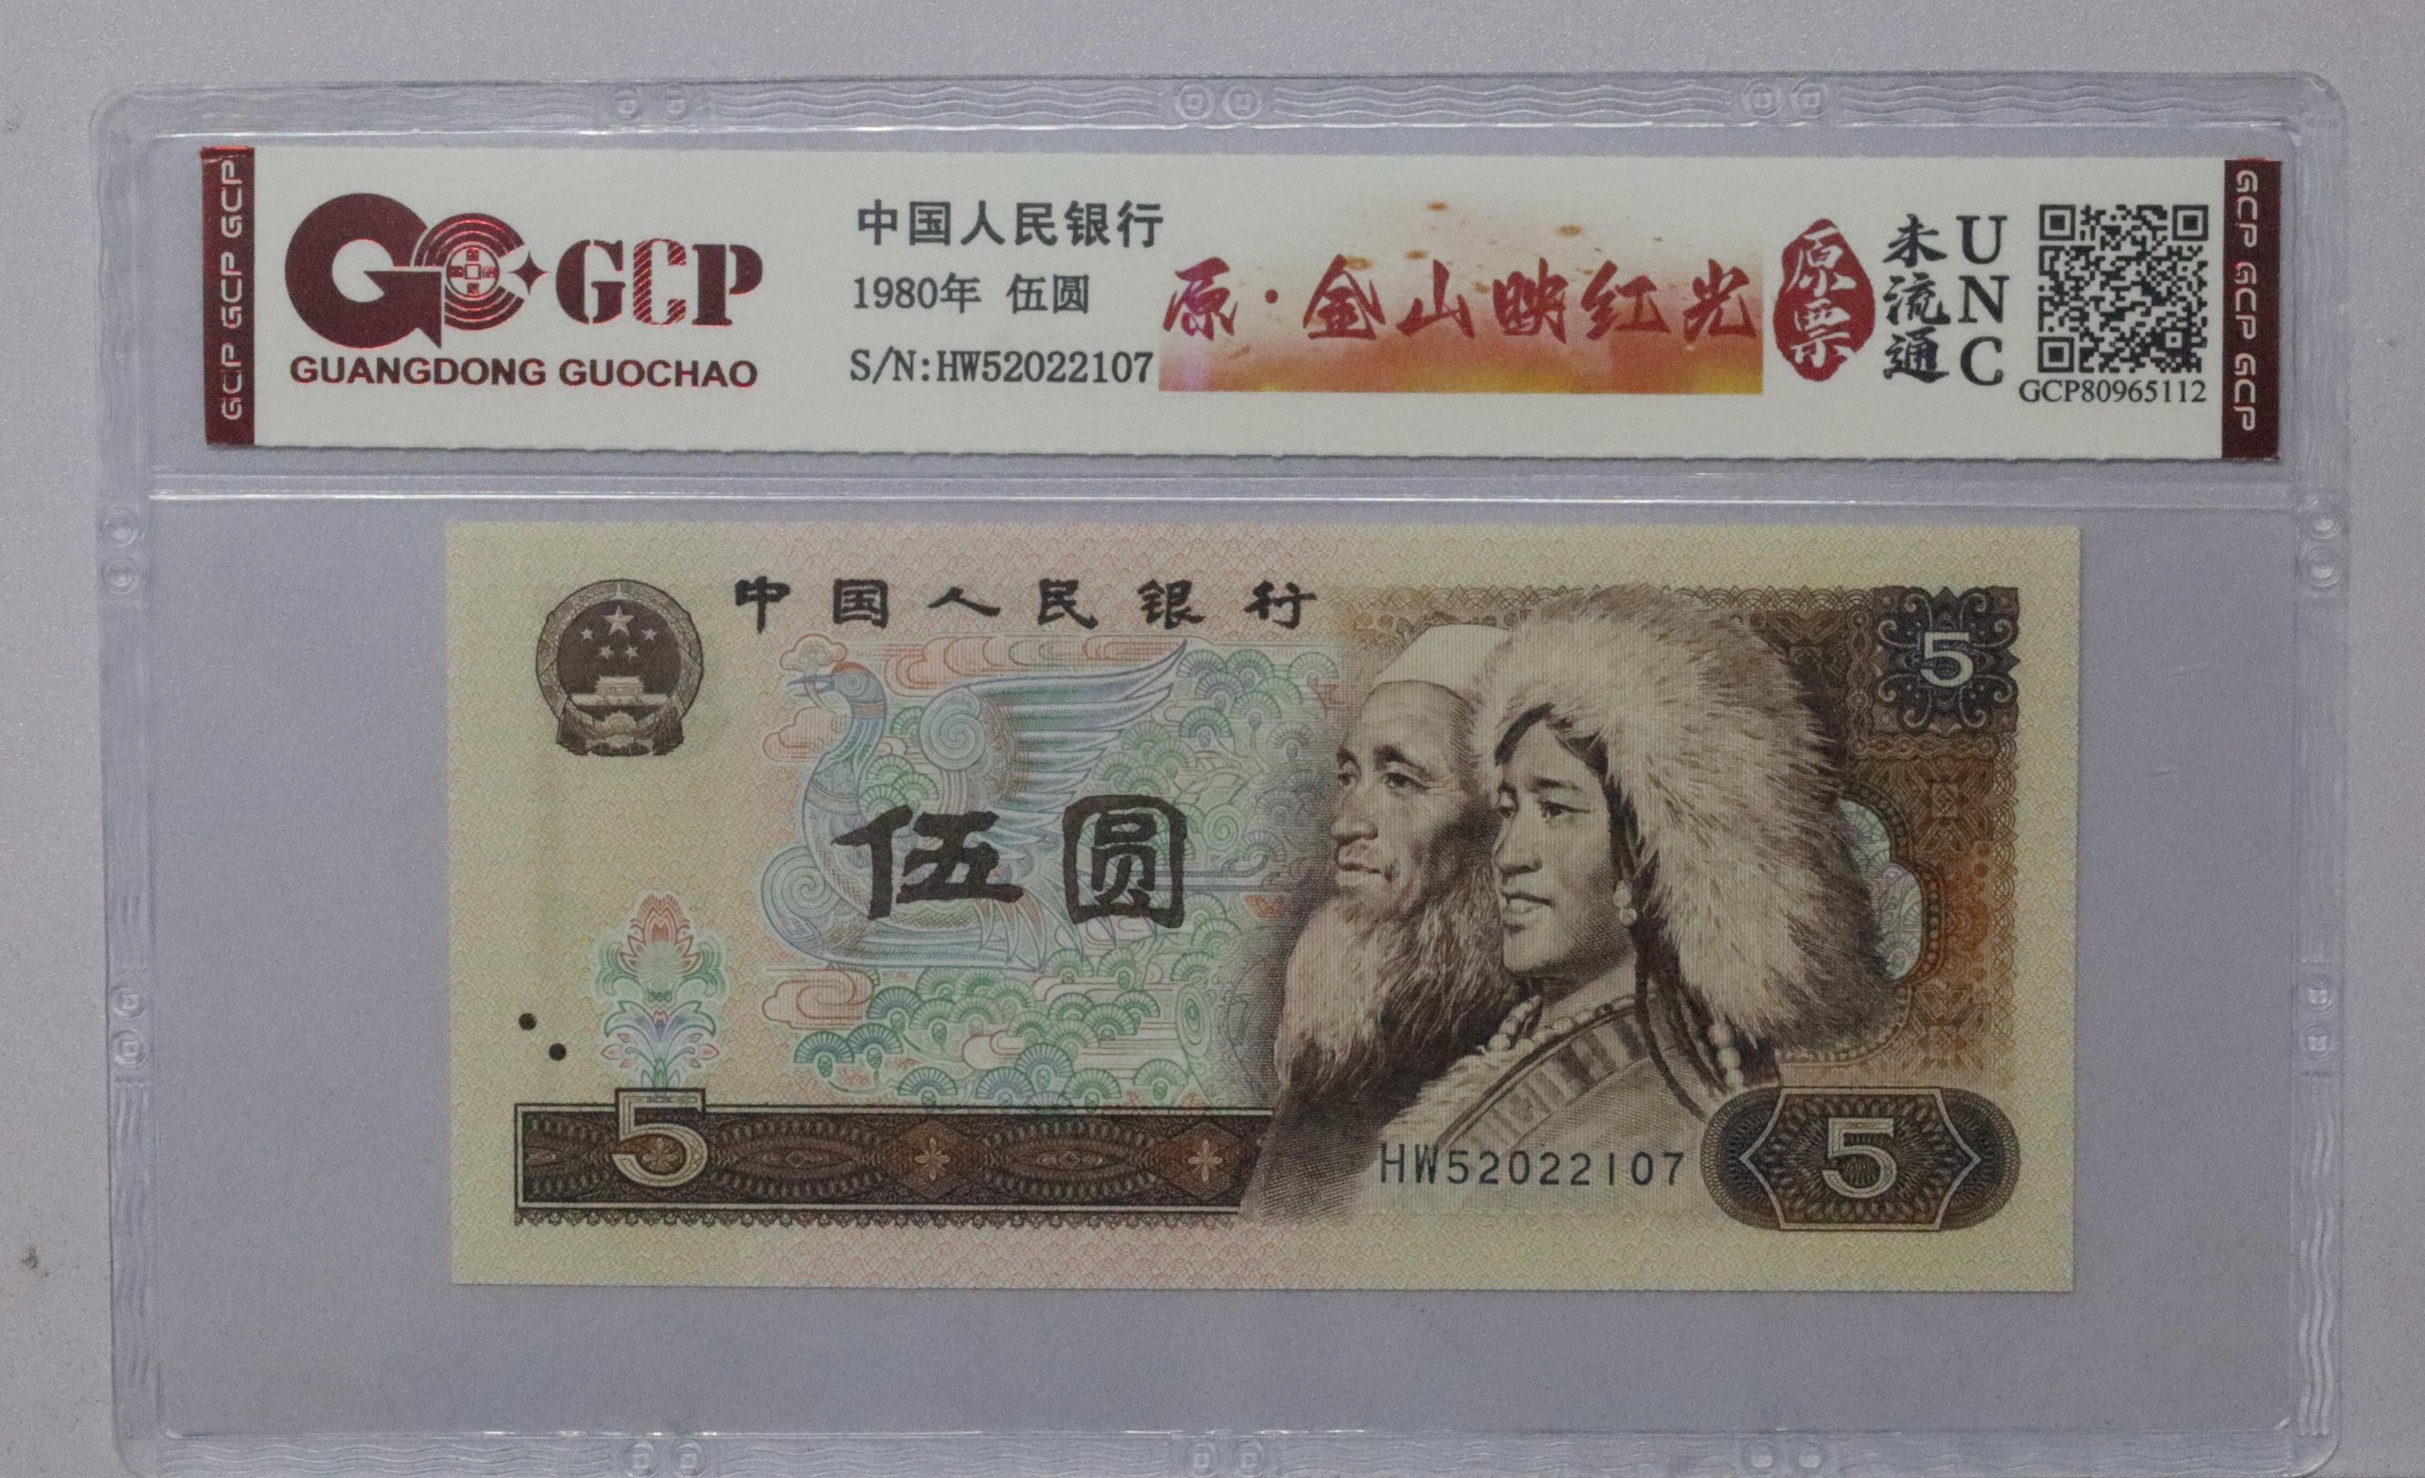 GCP GCP GCP
GCP
GUANGDONG GUOCHAO
中国人民银行
1980年 伍圆
S/N:HW52022107
原·金山映红光
原票
未流通
UNC
GCP80965112
GCP GCP GCP
中国人民银行
5
伍圆
5
HW52022107
5